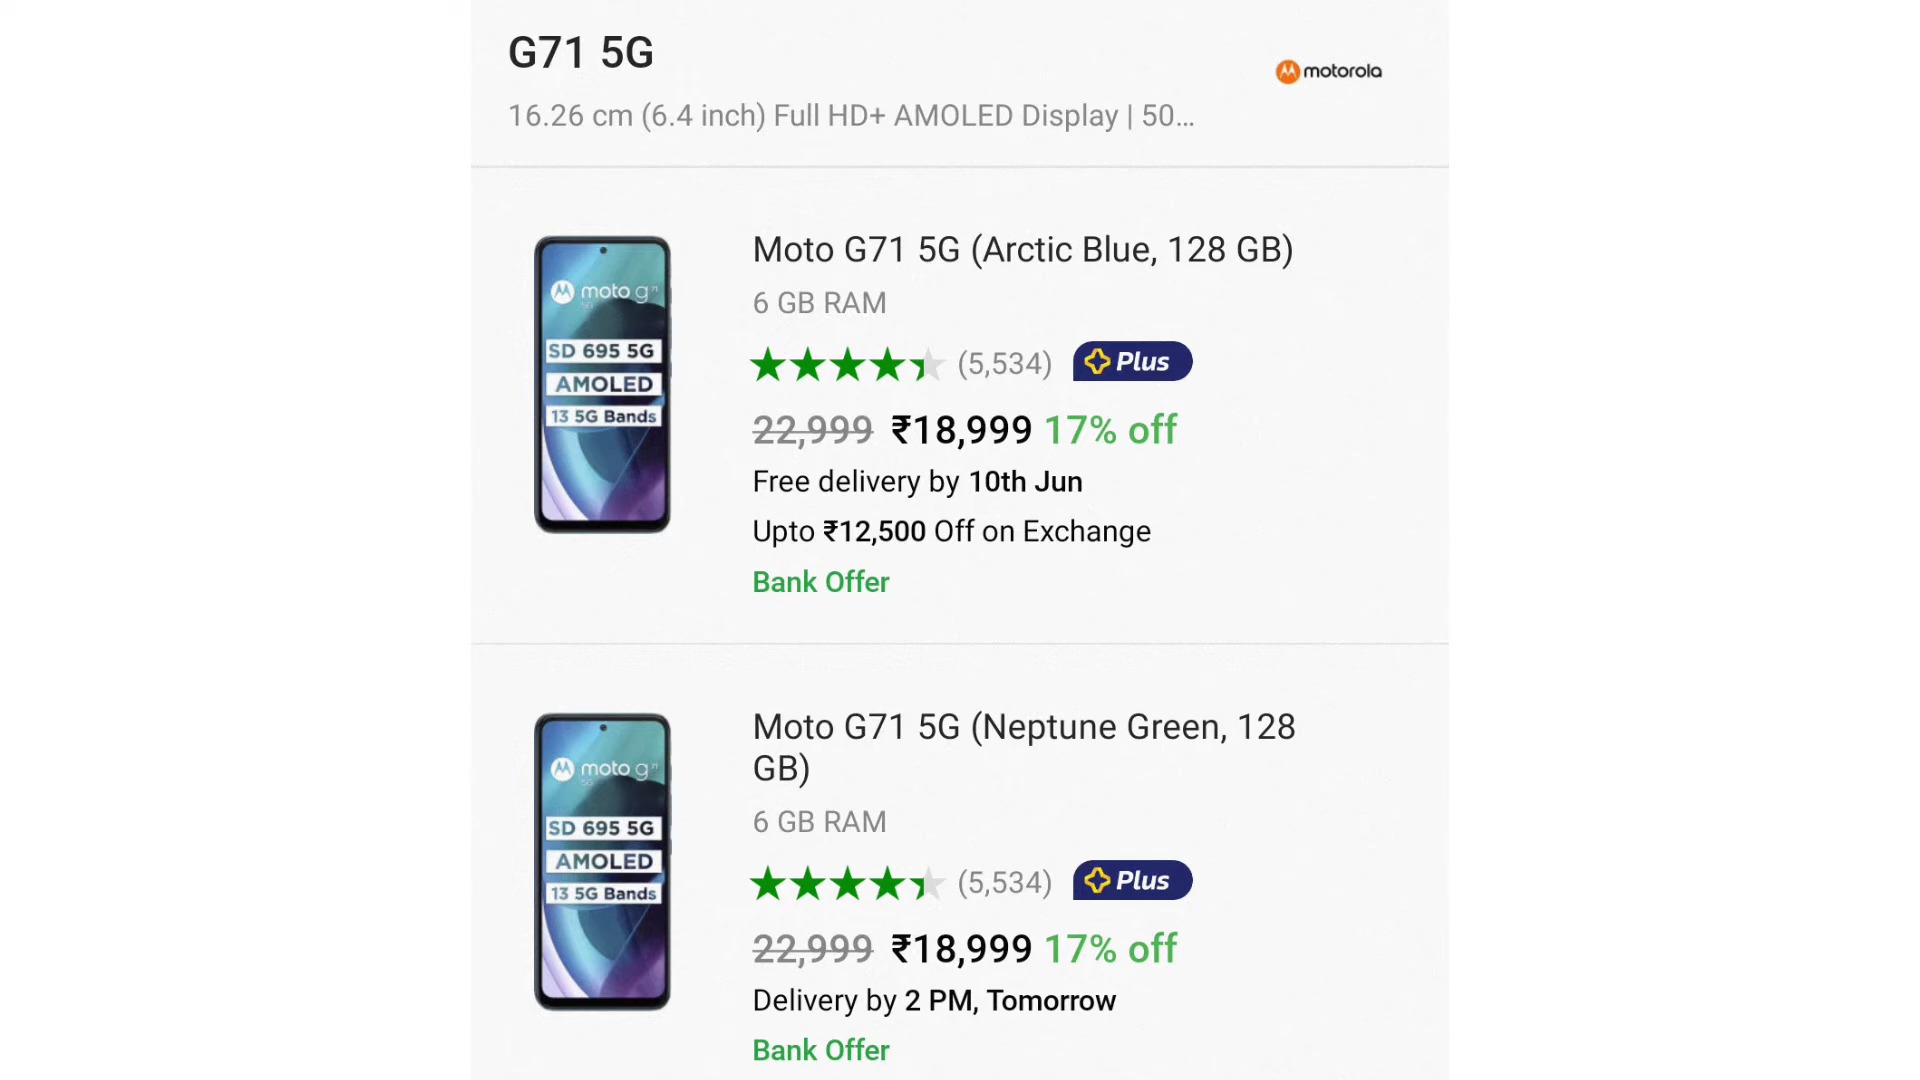 G71 5G
motorola
16.26 cm (6.4 inch) Full HD+ AMOLED Display | 50...
moto g71
5G
SD 695 5G
AMOLED
13 5G Bands
Moto G71 5G (Arctic Blue, 128 GB)
6 GB RAM
(5,534) Plus
22,999 ₹18,999 17% off
Free delivery by 10th Jun
Upto ₹12,500 Off on Exchange
Bank Offer
moto g71
5G
SD 695 5G
AMOLED
13 5G Bands
Moto G71 5G (Neptune Green, 128
GB)
6 GB RAM
(5,534) Plus
22,999 ₹18,999 17% off
Delivery by 2 PM, Tomorrow
Bank Offer